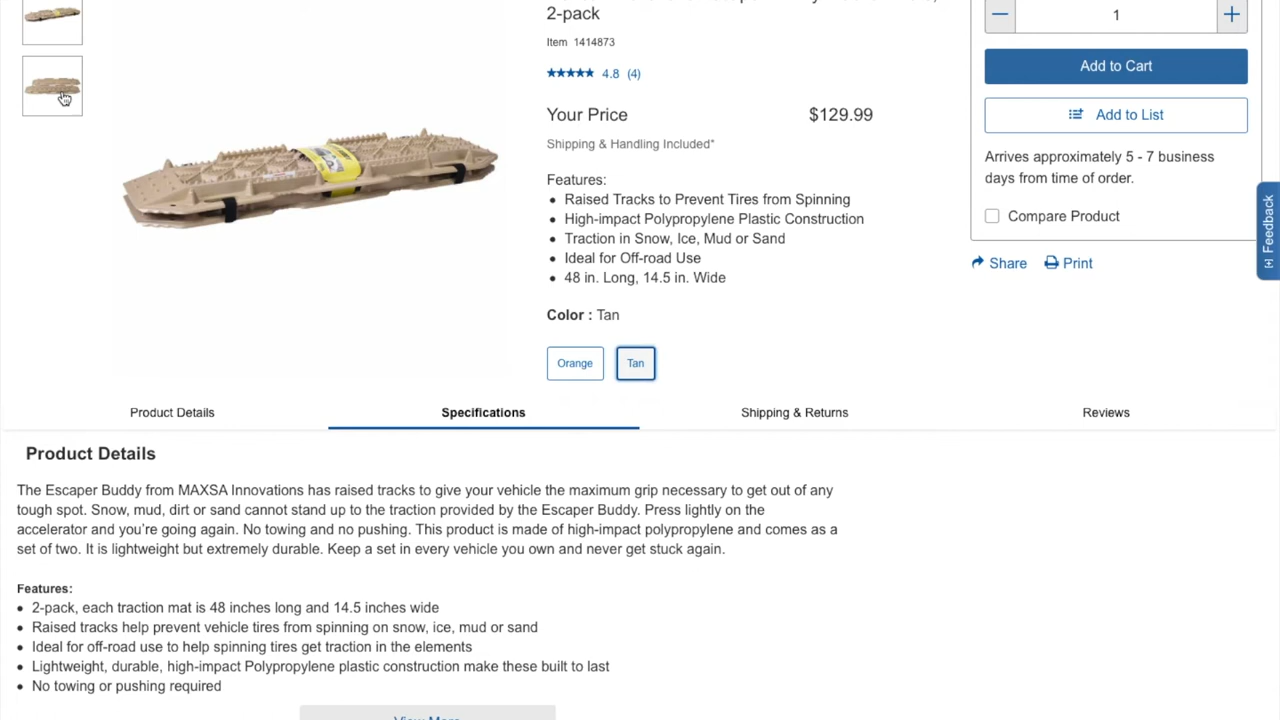 2-pack
Item 1414873
4.8 (4)
Your Price $129.99
Shipping & Handling Included*
Features:
Raised Tracks to Prevent Tires from Spinning
High-impact Polypropylene Plastic Construction
Traction in Snow, Ice, Mud or Sand
Ideal for Off-road Use
48 in. Long, 14.5 in. Wide
Color : Tan
Orange Tan
1
Add to Cart
Add to List
Arrives approximately 5 - 7 business
days from time of order.
Compare Product
Share Print
[+] Feedback
Product Details Specifications Shipping & Returns Reviews
Product Details
The Escaper Buddy from MAXSA Innovations has raised tracks to give your vehicle the maximum grip necessary to get out of any
tough spot. Snow, mud, dirt or sand cannot stand up to the traction provided by the Escaper Buddy. Press lightly on the
accelerator and you're going again. No towing and no pushing. This product is made of high-impact polypropylene and comes as a
set of two. It is lightweight but extremely durable. Keep a set in every vehicle you own and never get stuck again.
Features:
2-pack, each traction mat is 48 inches long and 14.5 inches wide
Raised tracks help prevent vehicle tires from spinning on snow, ice, mud or sand
Ideal for off-road use to help spinning tires get traction in the elements
Lightweight, durable, high-impact Polypropylene plastic construction make these built to last
No towing or pushing required
View More